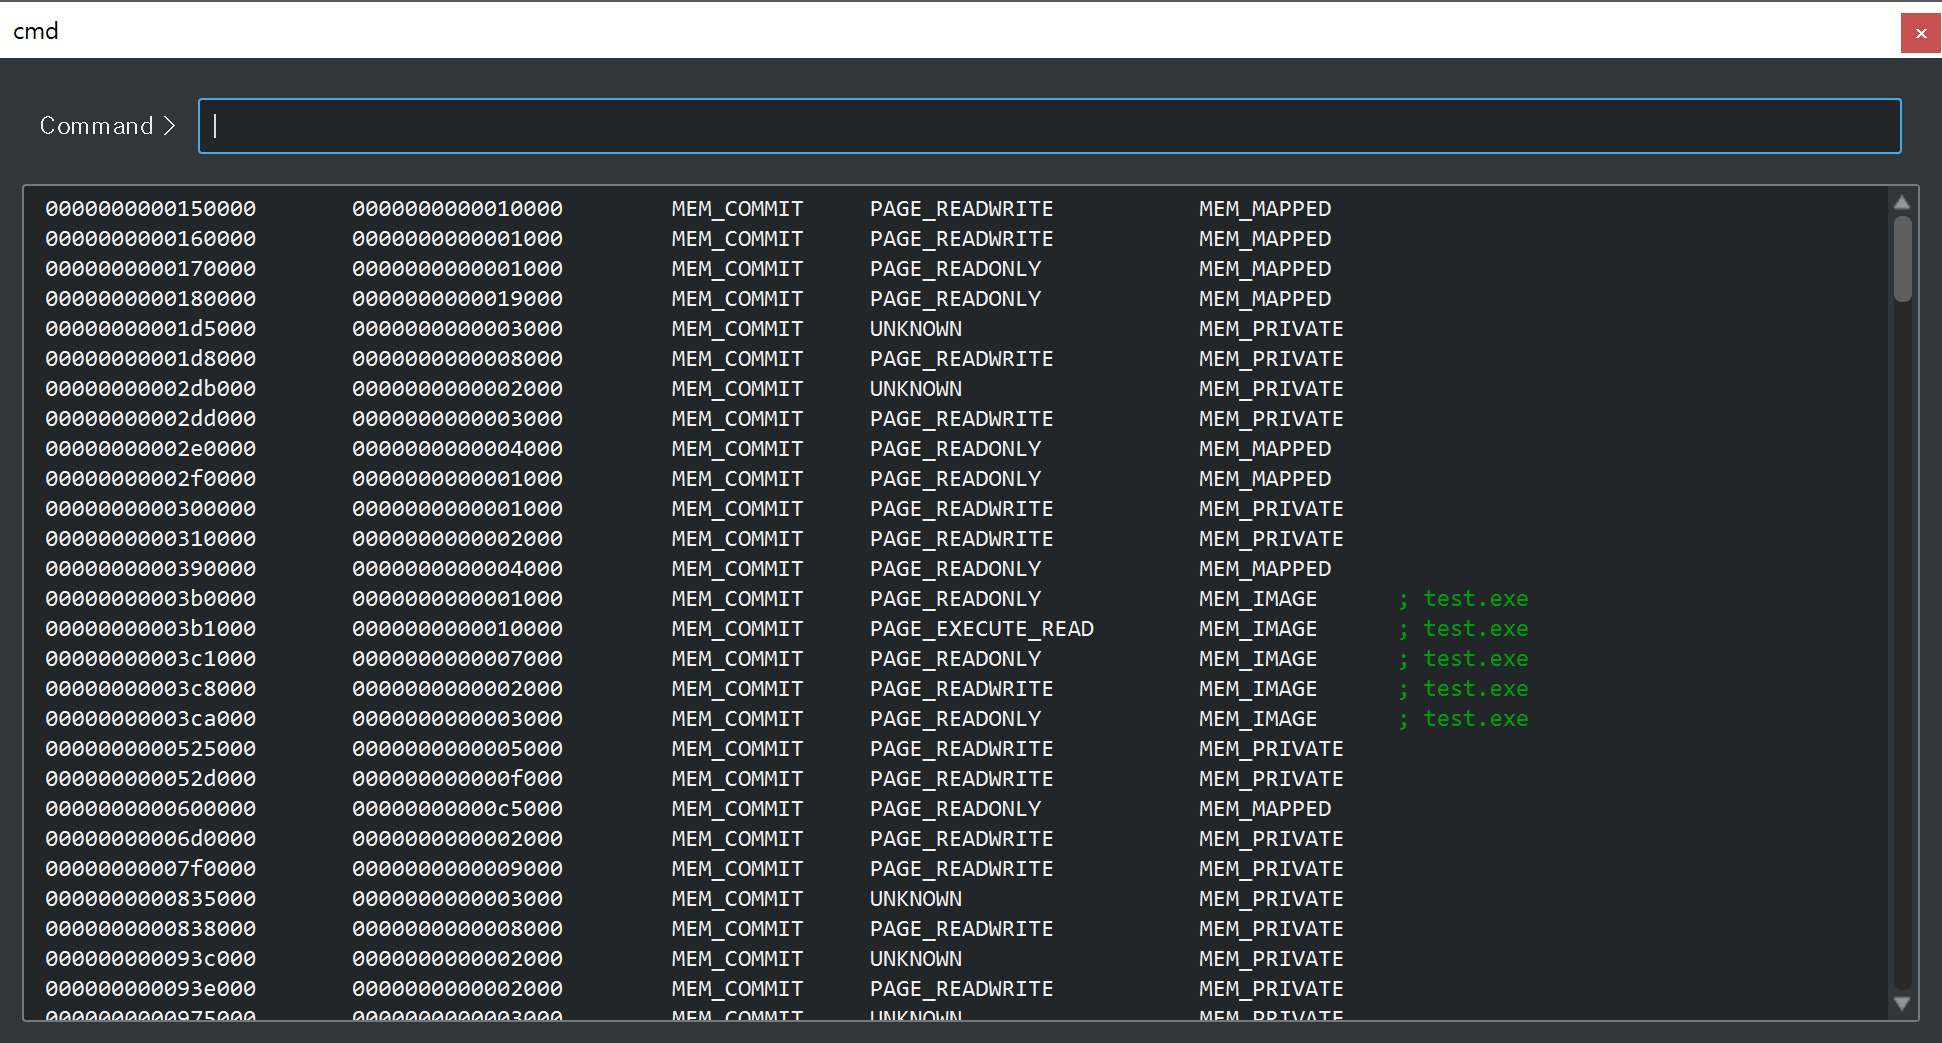 cmd
Command >
0000000000150000 0000000000010000 MEM_COMMIT PAGE_READWRITE MEM_MAPPED
0000000000160000 0000000000001000 MEM_COMMIT PAGE_READWRITE MEM_MAPPED
0000000000170000 0000000000001000 MEM_COMMIT PAGE_READONLY MEM_MAPPED
0000000000180000 0000000000019000 MEM_COMMIT PAGE_READONLY MEM_MAPPED
00000000001d5000 0000000000003000 MEM_COMMIT UNKNOWN MEM_PRIVATE
00000000001d8000 0000000000008000 MEM_COMMIT PAGE_READWRITE MEM_PRIVATE
00000000002db000 0000000000002000 MEM_COMMIT UNKNOWN MEM_PRIVATE
00000000002dd000 0000000000003000 MEM_COMMIT PAGE_READWRITE MEM_PRIVATE
00000000002e0000 0000000000004000 MEM_COMMIT PAGE_READONLY MEM_MAPPED
00000000002f0000 0000000000001000 MEM_COMMIT PAGE_READONLY MEM_MAPPED
0000000000300000 0000000000001000 MEM_COMMIT PAGE_READWRITE MEM_PRIVATE
0000000000310000 0000000000002000 MEM_COMMIT PAGE_READWRITE MEM_PRIVATE
0000000000390000 0000000000004000 MEM_COMMIT PAGE_READONLY MEM_MAPPED
00000000003b0000 0000000000001000 MEM_COMMIT PAGE_READONLY MEM_IMAGE ; test.exe
00000000003b1000 0000000000010000 MEM_COMMIT PAGE_EXECUTE_READ MEM_IMAGE ; test.exe
00000000003c1000 0000000000007000 MEM_COMMIT PAGE_READONLY MEM_IMAGE ; test.exe
00000000003c8000 0000000000002000 MEM_COMMIT PAGE_READWRITE MEM_IMAGE ; test.exe
00000000003ca000 0000000000003000 MEM_COMMIT PAGE_READONLY MEM_IMAGE ; test.exe
0000000000525000 0000000000005000 MEM_COMMIT PAGE_READWRITE MEM_PRIVATE
000000000052d000 000000000000f000 MEM_COMMIT PAGE_READWRITE MEM_PRIVATE
0000000000600000 00000000000c5000 MEM_COMMIT PAGE_READONLY MEM_MAPPED
00000000006d0000 0000000000002000 MEM_COMMIT PAGE_READWRITE MEM_PRIVATE
00000000007f0000 0000000000009000 MEM_COMMIT PAGE_READWRITE MEM_PRIVATE
0000000000835000 0000000000003000 MEM_COMMIT UNKNOWN MEM_PRIVATE
0000000000838000 0000000000008000 MEM_COMMIT PAGE_READWRITE MEM_PRIVATE
000000000093c000 0000000000002000 MEM_COMMIT UNKNOWN MEM_PRIVATE
000000000093e000 0000000000002000 MEM_COMMIT PAGE_READWRITE MEM_PRIVATE
0000000000975000 0000000000003000 MEM_COMMIT UNKNOWN MEM_PRIVATE